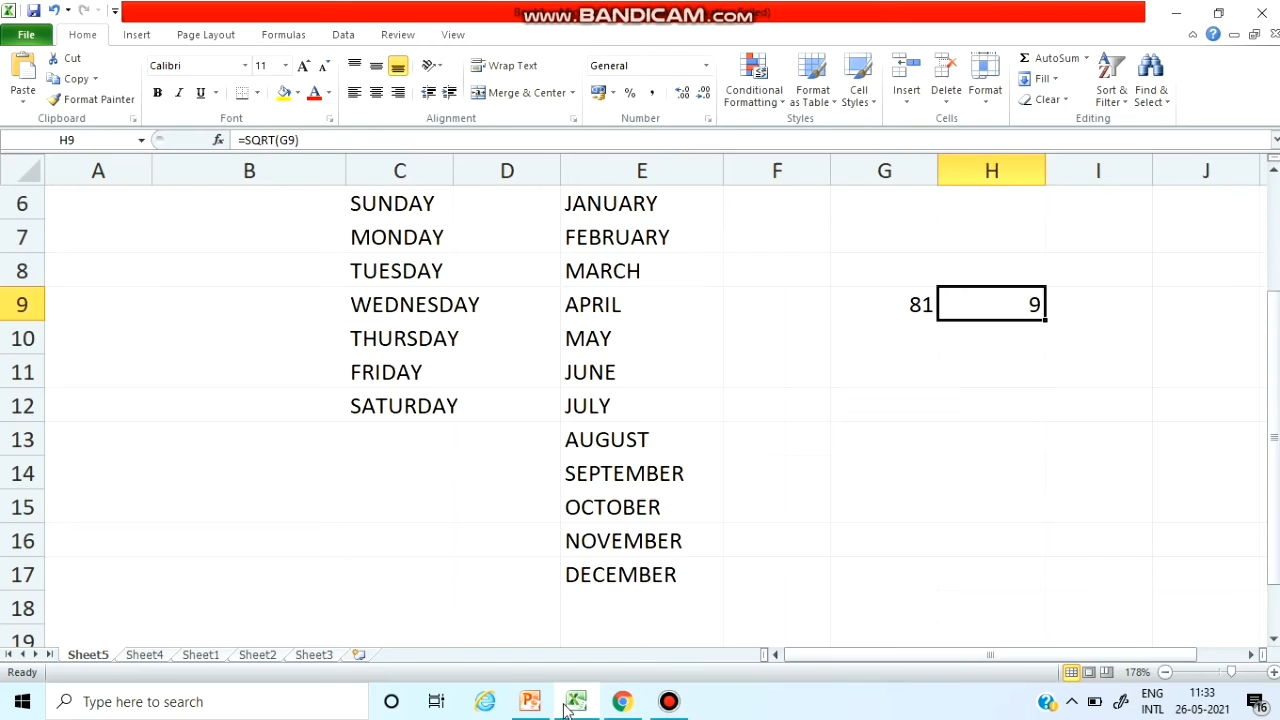 www.BANDICAM.com
File Home Insert Page Layout Formulas Data Review View
Paste Cut Copy Format Painter Clipboard
Calibri 11 B I U Font
Wrap Text Merge & Center Alignment
General % , Number
Conditional Formatting Format as Table Cell Styles Styles
Insert Delete Format Cells
Σ AutoSum Fill Clear Sort & Filter Find & Select Editing
H9 fx =SQRT(G9)
A B C D E F G H I J
6 SUNDAY JANUARY
7 MONDAY FEBRUARY
8 TUESDAY MARCH
9 WEDNESDAY APRIL 81 9
10 THURSDAY MAY
11 FRIDAY JUNE
12 SATURDAY JULY
13 AUGUST
14 SEPTEMBER
15 OCTOBER
16 NOVEMBER
17 DECEMBER
18
19
Sheet5 Sheet4 Sheet1 Sheet2 Sheet3
Ready 178%
Type here to search ENG INTL 11:33 26-05-2021 16